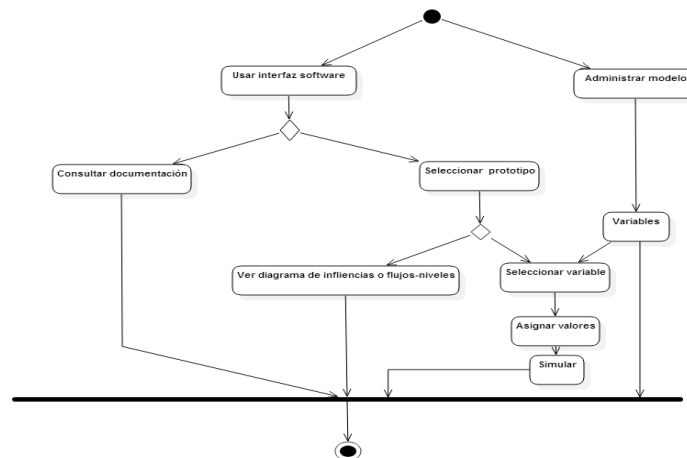 Usar interfaz software
Administrar modelo
Consultar documentación
Seleccionar prototipo
Variables
Ver diagrama de infliencias o flujos-niveles
Seleccionar variable
Asignar valores
Simular